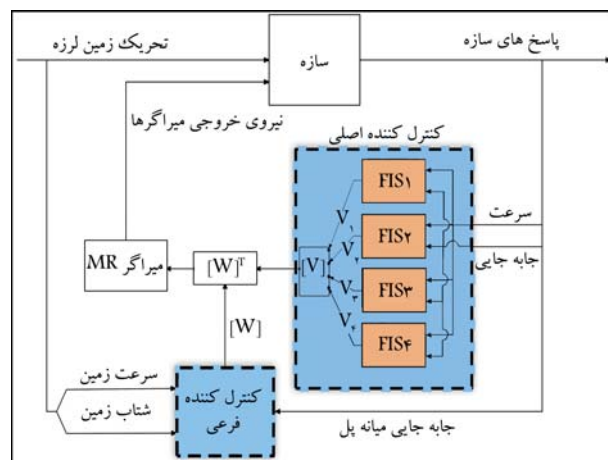 تحریک زمین لرزه
سازه
پاسخ های سازه
نیروی خروجی میراگرها
کنترل کننده اصلی
FIS۱
FIS۲
FIS۳
FIS۴
V۱
V۲
V۳
V۴
[V]
سرعت
جابه جایی
[W]ᵀ
میراگر MR
[W]
کنترل کننده
فرعی
سرعت زمین
شتاب زمین
جابه جایی میانه پل